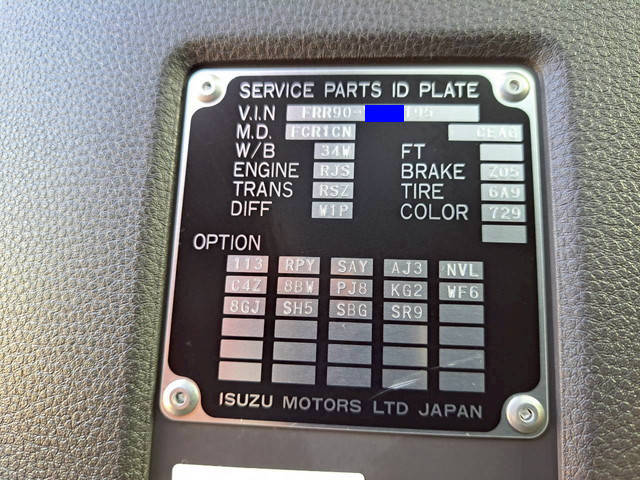 SERVICE PARTS ID PLATE
V.I.N FRR90- 195
M.D. FCR1CN CEAG
W/B 34W FT
ENGINE RJS BRAKE Z05
TRANS RSZ TIRE 6A9
DIFF W1P COLOR 729
OPTION
113 RPY SAY AJ3 NVL
C4Z 8BW PJ8 KG2 WF6
8GJ SH5 SBG SR9
ISUZU MOTORS LTD JAPAN